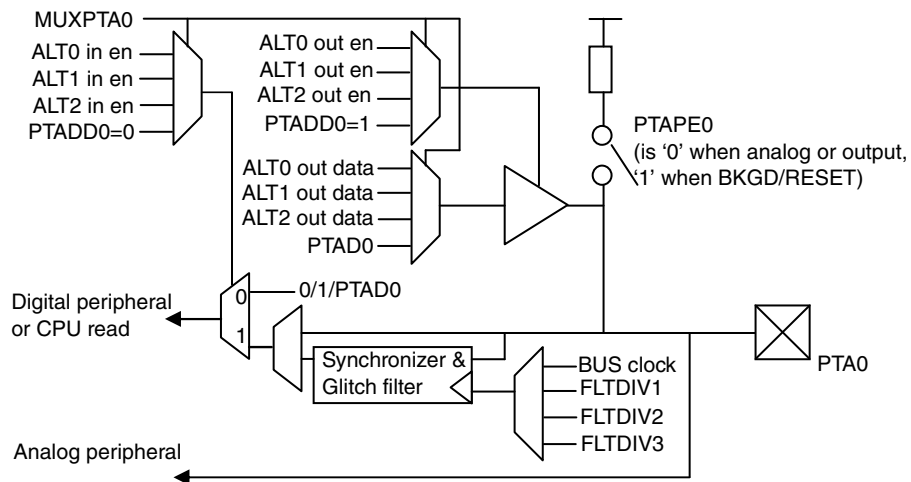 MUXPTA0
ALT0 in en
ALT1 in en
ALT2 in en
PTADD0=0
ALT0 out en
ALT1 out en
ALT2 out en
PTADD0=1
ALT0 out data
ALT1 out data
ALT2 out data
PTAD0
PTAPE0
(is ‘0’ when analog or output,
‘1’ when BKGD/RESET)
0
0/1/PTAD0
Digital peripheral
or CPU read
1
Synchronizer &
Glitch filter
BUS clock
FLTDIV1
FLTDIV2
FLTDIV3
PTA0
Analog peripheral